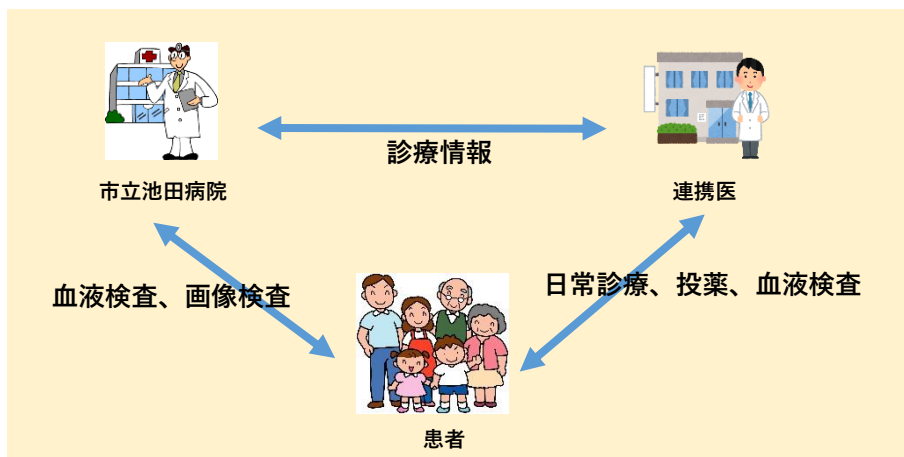 診療情報
市立池田病院
連携医
血液検査、画像検査
日常診療、投薬、血液検査
患者